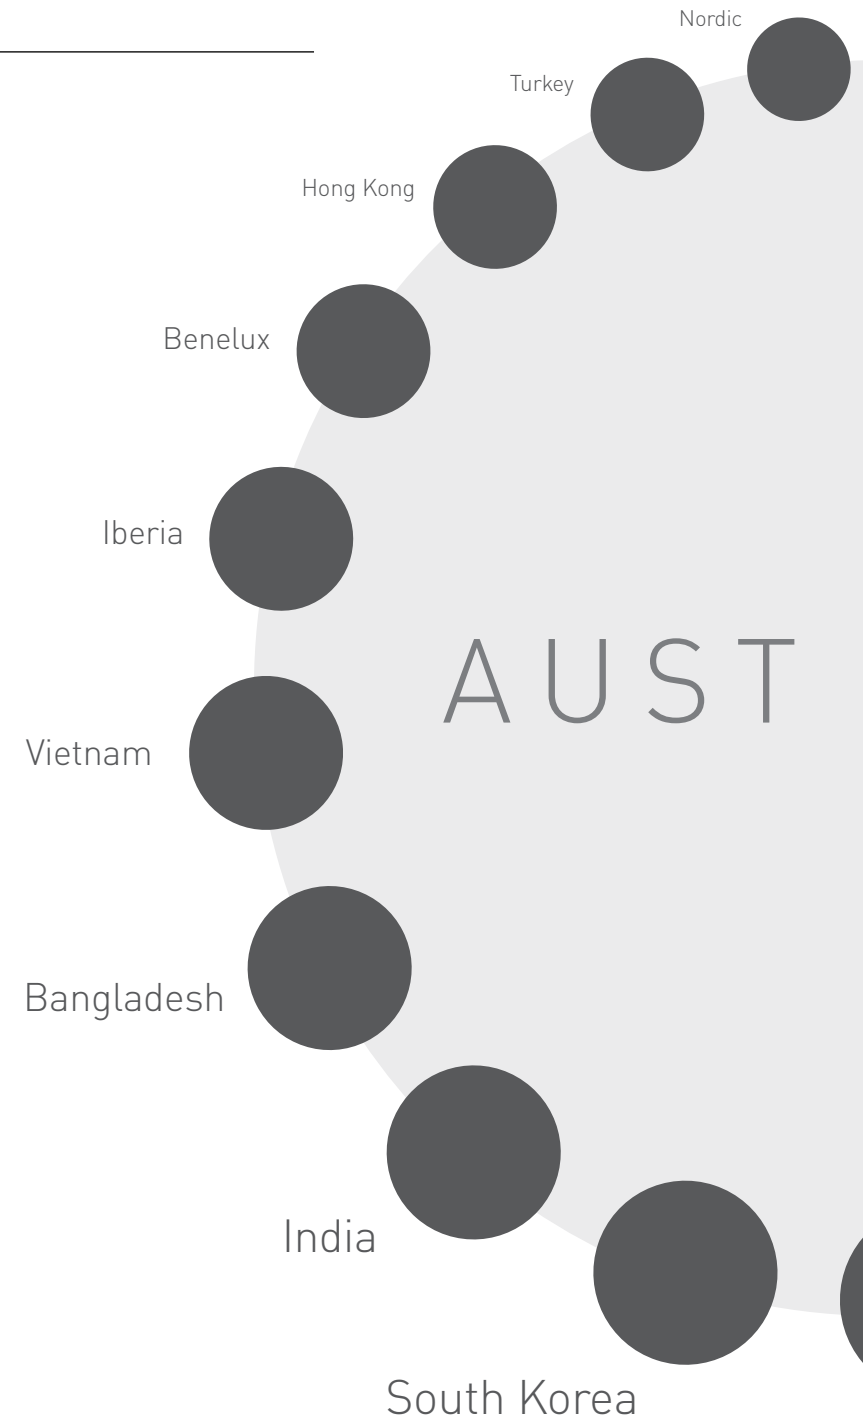 Nordic
Turkey
Hong Kong
Benelux
Iberia
AUST
Vietnam
Bangladesh
India
South Korea